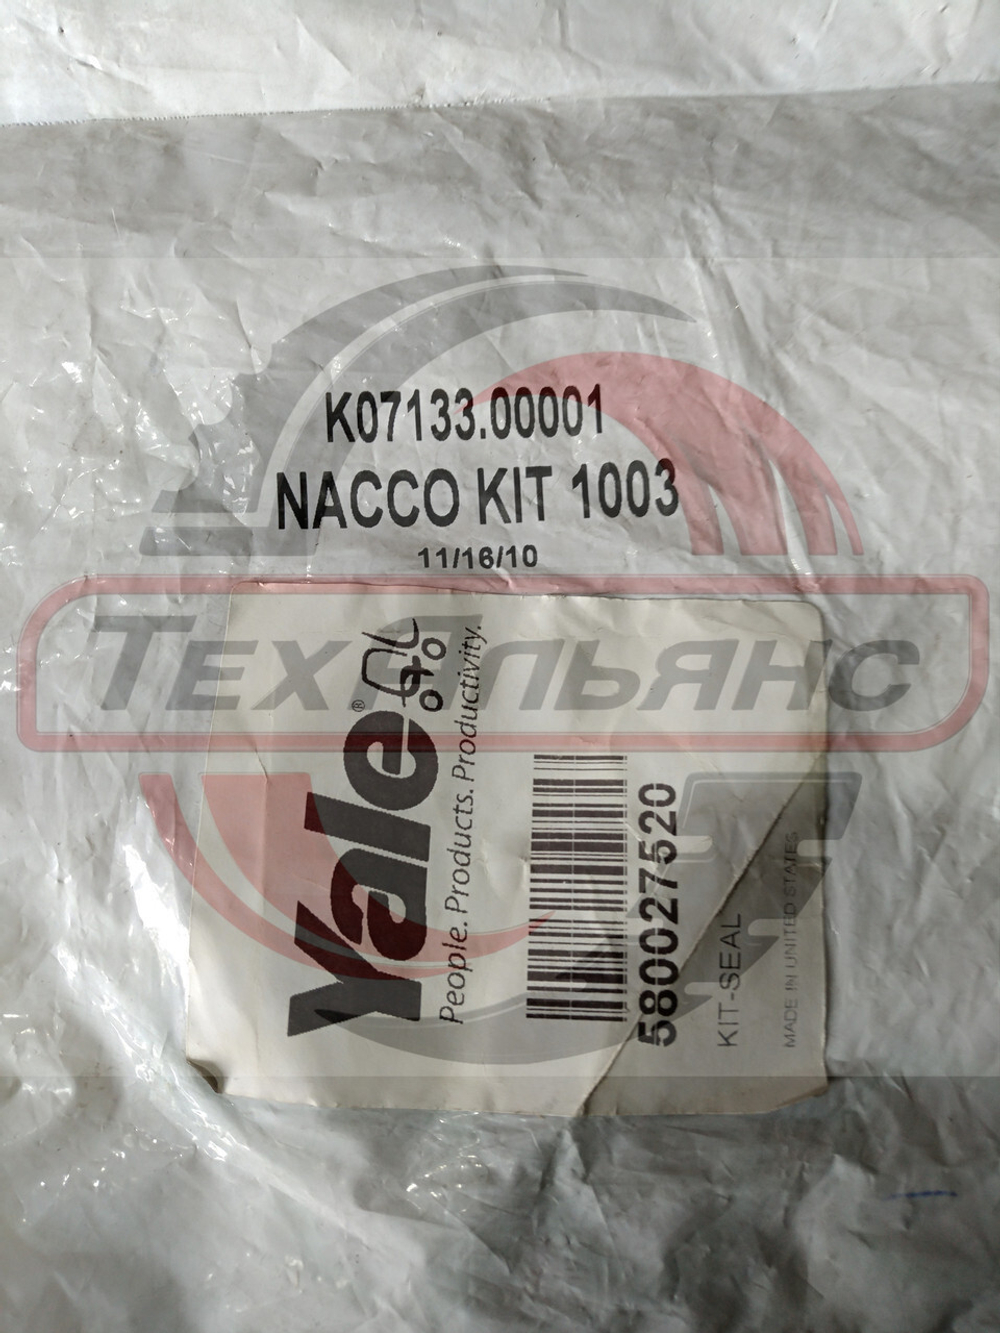 K07133.00001
NACCO KIT 1003
11/16/10
Yale®
People. Products. Productivity.
580027520
KIT-SEAL
MADE IN UNITED STATES
ТехАльянс